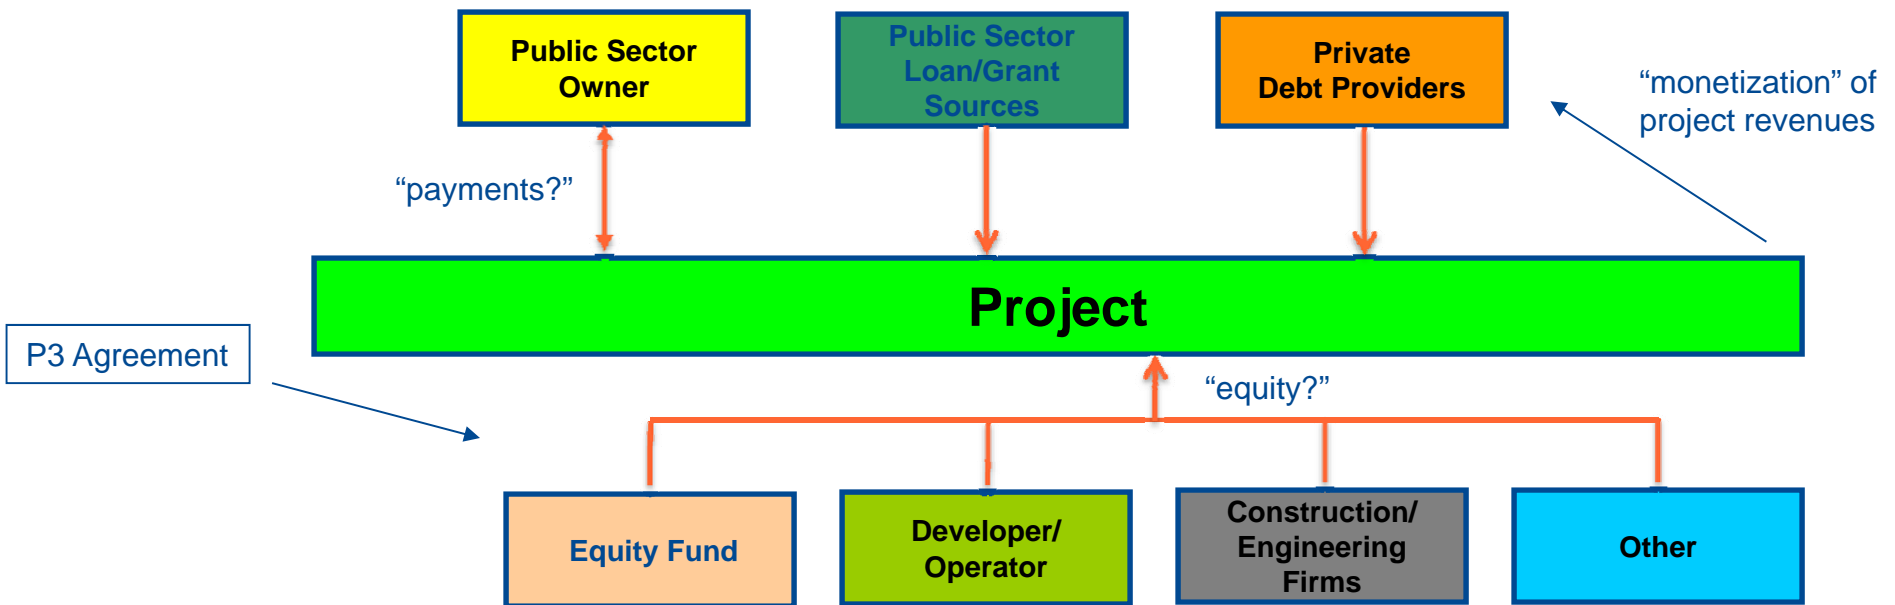 Public Sector
Owner
Public Sector
Loan/Grant
Sources
Private
Debt Providers
“monetization” of
project revenues
“payments?”
Project
P3 Agreement
“equity?”
Equity Fund
Developer/
Operator
Construction/
Engineering
Firms
Other